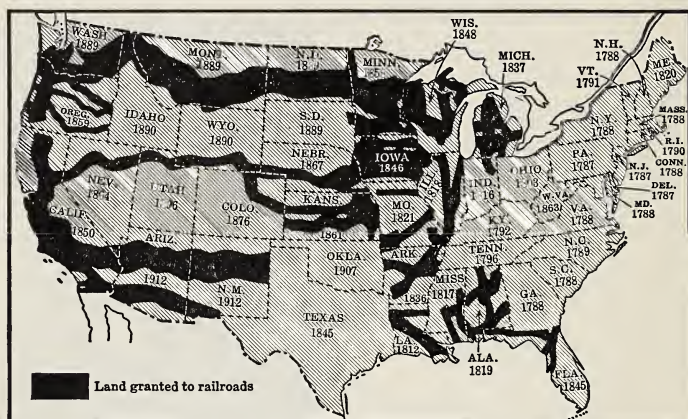 WASH.
1889
MON.
1889
MINN.
WIS.
1848
MICH.
1837
N.H.
1788
VT.
1791
ME.
1820
OREG.
1859
IDAHO
1890
WYO.
1890
S.D.
1889
N.Y.
1788
MASS.
1788
R.I.
1790
CONN.
1788
NEBR.
1867
IOWA
1846
PA.
1787
N.J.
1787
DEL.
1787
MD.
1788
NEV.
UTAH
COLO.
1876
KANS.
1861
MO.
1821
ILL.
IND.
OHIO
W.VA.
1863
VA.
1788
KY.
1792
CALIF.
1850
ARIZ.
1912
N.M.
1912
OKLA.
1907
ARK.
1836
TENN.
1796
N.C.
1789
S.C.
1788
MISS.
1817
GA.
1788
TEXAS
1845
LA.
1812
ALA.
1819
FLA.
1845
Land granted to railroads